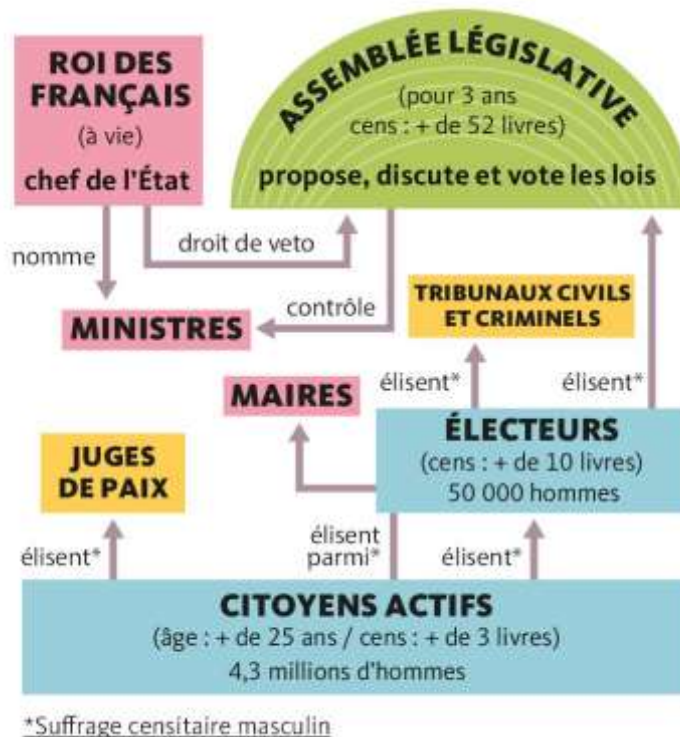 ROI DES
FRANÇAIS
(à vie)
chef de l'État
ASSEMBLÉE LÉGISLATIVE
(pour 3 ans
cens : + de 52 livres)
propose, discute et vote les lois
nomme
droit de veto
contrôle
MINISTRES
TRIBUNAUX CIVILS
ET CRIMINELS
MAIRES
élisent*
élisent*
JUGES
DE PAIX
ÉLECTEURS
(cens : + de 10 livres)
50 000 hommes
élisent*
élisent
parmi*
élisent*
CITOYENS ACTIFS
(âge : + de 25 ans / cens : + de 3 livres)
4,3 millions d'hommes
*Suffrage censitaire masculin